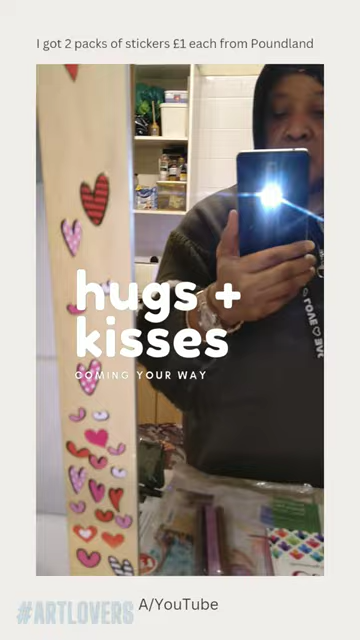 I got 2 packs of stickers £1 each from Poundland
hugs +
kisses
COMING YOUR WAY
#ARTLOVERS
A/YouTube